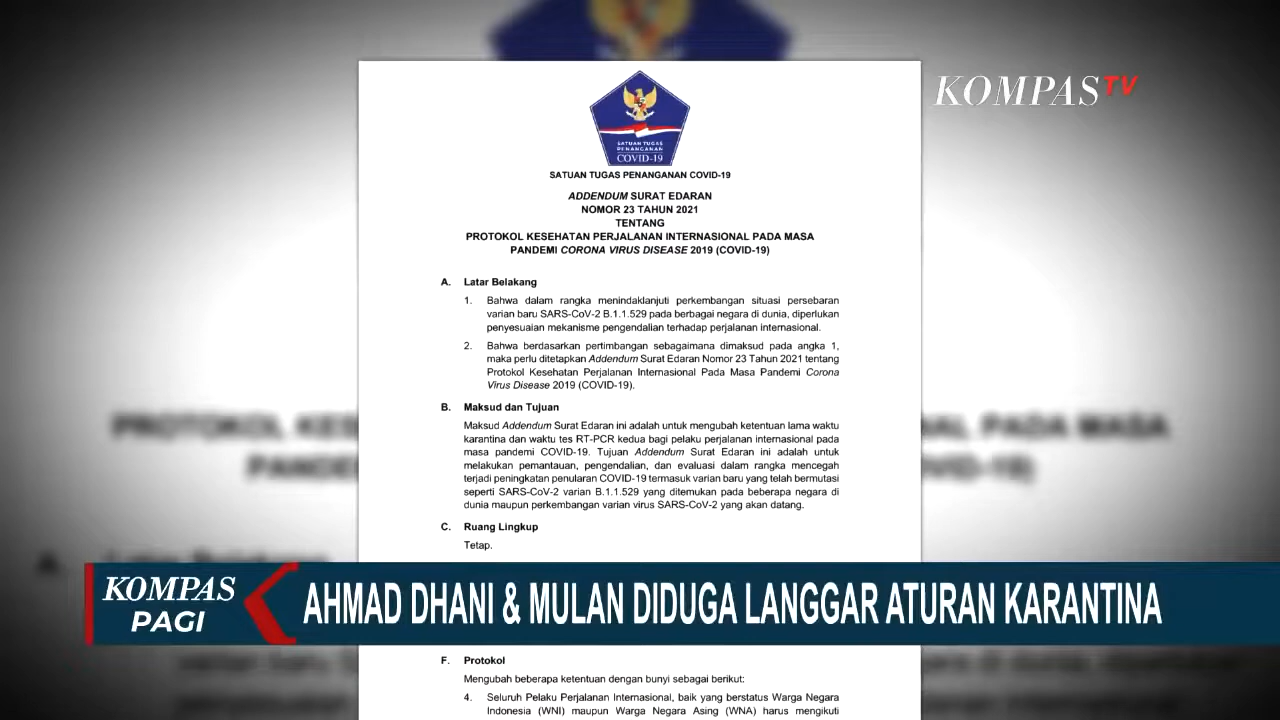 KOMPAS TV
SATUAN TUGAS
PENANGANAN
COVID-19
SATUAN TUGAS PENANGANAN COVID-19
ADDENDUM SURAT EDARAN
NOMOR 23 TAHUN 2021
TENTANG
PROTOKOL KESEHATAN PERJALANAN INTERNASIONAL PADA MASA
PANDEMI CORONA VIRUS DISEASE 2019 (COVID-19)
A. Latar Belakang
1. Bahwa dalam rangka menindaklanjuti perkembangan situasi persebaran
varian baru SARS-CoV-2 B.1.1.529 pada berbagai negara di dunia, diperlukan
penyesuaian mekanisme pengendalian terhadap perjalanan internasional.
2. Bahwa berdasarkan pertimbangan sebagaimana dimaksud pada angka 1,
maka perlu ditetapkan Addendum Surat Edaran Nomor 23 Tahun 2021 tentang
Protokol Kesehatan Perjalanan Internasional Pada Masa Pandemi Corona
Virus Disease 2019 (COVID-19).
B. Maksud dan Tujuan
Maksud Addendum Surat Edaran ini adalah untuk mengubah ketentuan lama waktu
karantina dan waktu tes RT-PCR kedua bagi pelaku perjalanan internasional pada
masa pandemi COVID-19. Tujuan Addendum Surat Edaran ini adalah untuk
melakukan pemantauan, pengendalian, dan evaluasi dalam rangka mencegah
terjadi peningkatan penularan COVID-19 termasuk varian baru yang telah bermutasi
seperti SARS-CoV-2 varian B.1.1.529 yang ditemukan pada beberapa negara di
dunia maupun perkembangan varian virus SARS-CoV-2 yang akan datang.
C. Ruang Lingkup
Tetap.
KOMPAS
PAGI
AHMAD DHANI & MULAN DIDUGA LANGGAR ATURAN KARANTINA
F. Protokol
Mengubah beberapa ketentuan dengan bunyi sebagai berikut:
4. Seluruh Pelaku Perjalanan Internasional, baik yang berstatus Warga Negara
Indonesia (WNI) maupun Warga Negara Asing (WNA) harus mengikuti